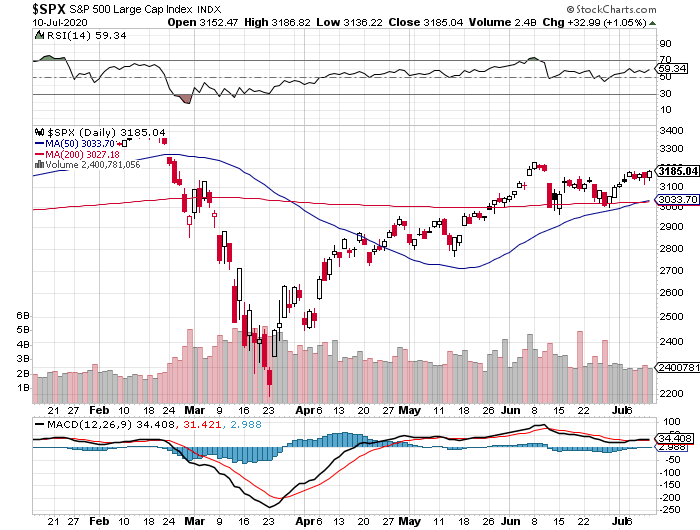 $SPX S&P 500 Large Cap Index INDX © StockCharts.com
10-Jul-2020 Open 3152.47 High 3186.82 Low 3136.22 Close 3185.04 Volume 2.4B Chg +32.99 (+1.05%)
RSI(14) 59.34
90
70
59.34
50
30
10
$SPX (Daily) 3185.04
MA(50) 3033.70
MA(200) 3027.18
Volume 2,400,781,056
3400
3300
3185.04
3100
3033.70
3000
2900
2800
2700
2600
2500
2400
2400781
2200
6B
5B
4B
3B
2B
1B
21 27 Feb 10 18 24 Mar 9 16 23 Apr 6 13 20 27 May 11 18 26 Jun 8 15 22 Jul 6
MACD(12,26,9) 34.408, 31.421, 2.988
100
34.408
2.988
-50
-100
-150
-200
-250
21 27 Feb 10 18 24 Mar 9 16 23 Apr 6 13 20 27 May 11 18 26 Jun 8 15 22 Jul 6